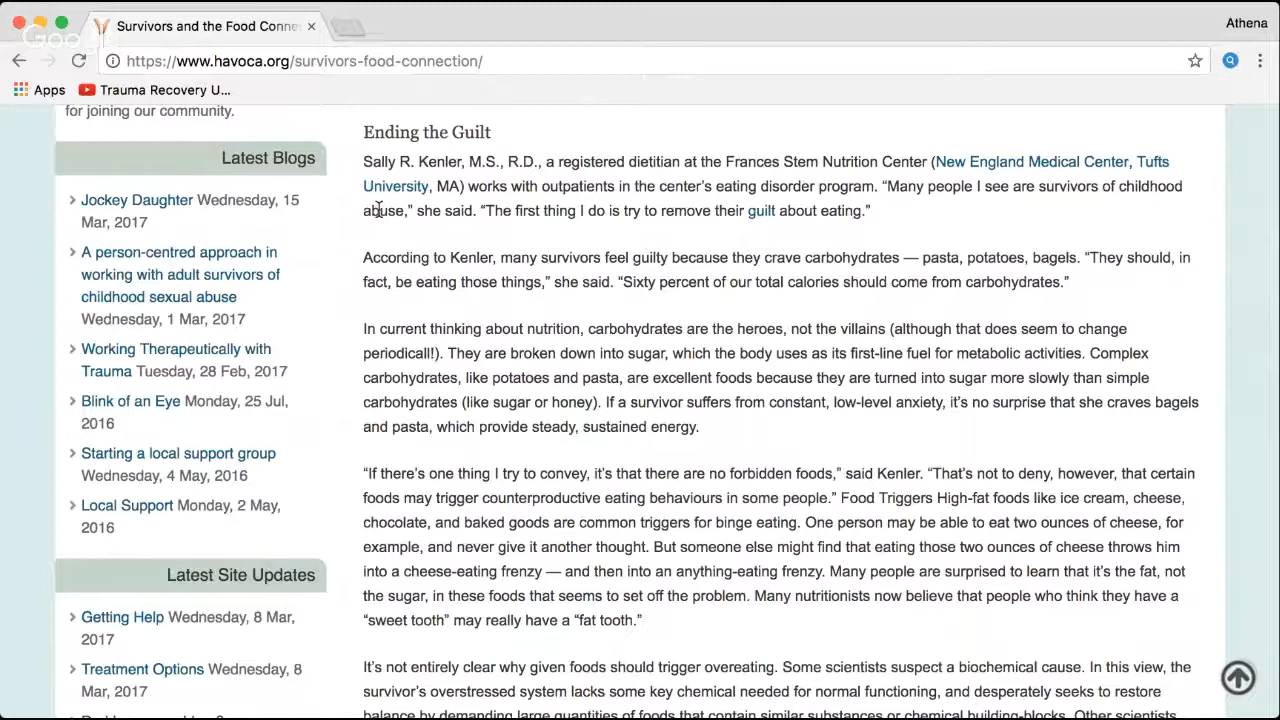 Survivors and the Food Conne
Athena
https://www.havoca.org/survivors-food-connection/
Apps
Trauma Recovery U...
for joining our community.
Latest Blogs
Jockey Daughter Wednesday, 15
Mar, 2017
A person-centred approach in
working with adult survivors of
childhood sexual abuse
Wednesday, 1 Mar, 2017
Working Therapeutically with
Trauma Tuesday, 28 Feb, 2017
Blink of an Eye Monday, 25 Jul,
2016
Starting a local support group
Wednesday, 4 May, 2016
Local Support Monday, 2 May,
2016
Latest Site Updates
Getting Help Wednesday, 8 Mar,
2017
Treatment Options Wednesday, 8
Mar, 2017
Ending the Guilt
Sally R. Kenler, M.S., R.D., a registered dietitian at the Frances Stem Nutrition Center (New England Medical Center, Tufts
University, MA) works with outpatients in the center's eating disorder program. “Many people I see are survivors of childhood
abuse,” she said. “The first thing I do is try to remove their guilt about eating.”
According to Kenler, many survivors feel guilty because they crave carbohydrates — pasta, potatoes, bagels. “They should, in
fact, be eating those things,” she said. “Sixty percent of our total calories should come from carbohydrates.”
In current thinking about nutrition, carbohydrates are the heroes, not the villains (although that does seem to change
periodicall!). They are broken down into sugar, which the body uses as its first-line fuel for metabolic activities. Complex
carbohydrates, like potatoes and pasta, are excellent foods because they are turned into sugar more slowly than simple
carbohydrates (like sugar or honey). If a survivor suffers from constant, low-level anxiety, it's no surprise that she craves bagels
and pasta, which provide steady, sustained energy.
“If there's one thing I try to convey, it's that there are no forbidden foods,” said Kenler. “That's not to deny, however, that certain
foods may trigger counterproductive eating behaviours in some people.” Food Triggers High-fat foods like ice cream, cheese,
chocolate, and baked goods are common triggers for binge eating. One person may be able to eat two ounces of cheese, for
example, and never give it another thought. But someone else might find that eating those two ounces of cheese throws him
into a cheese-eating frenzy — and then into an anything-eating frenzy. Many people are surprised to learn that it's the fat, not
the sugar, in these foods that seems to set off the problem. Many nutritionists now believe that people who think they have a
“sweet tooth” may really have a “fat tooth.”
It's not entirely clear why given foods should trigger overeating. Some scientists suspect a biochemical cause. In this view, the
survivor's overstressed system lacks some key chemical needed for normal functioning, and desperately seeks to restore
balance by demanding large quantities of foods that contain similar substances or chemical building-blocks. Other scientists